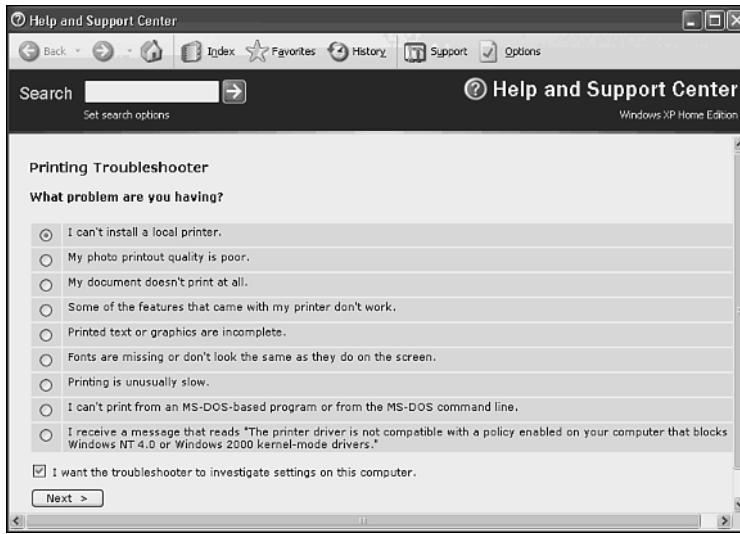 Help and Support Center
Back
Index
Favorites
History
Support
Options
Search
Set search options
Help and Support Center
Windows XP Home Edition
Printing Troubleshooter
What problem are you having?
I can't install a local printer.
My photo printout quality is poor.
My document doesn't print at all.
Some of the features that came with my printer don't work.
Printed text or graphics are incomplete.
Fonts are missing or don't look the same as they do on the screen.
Printing is unusually slow.
I can't print from an MS-DOS-based program or from the MS-DOS command line.
I receive a message that reads "The printer driver is not compatible with a policy enabled on your computer that blocks
Windows NT 4.0 or Windows 2000 kernel-mode drivers."
I want the troubleshooter to investigate settings on this computer.
Next >